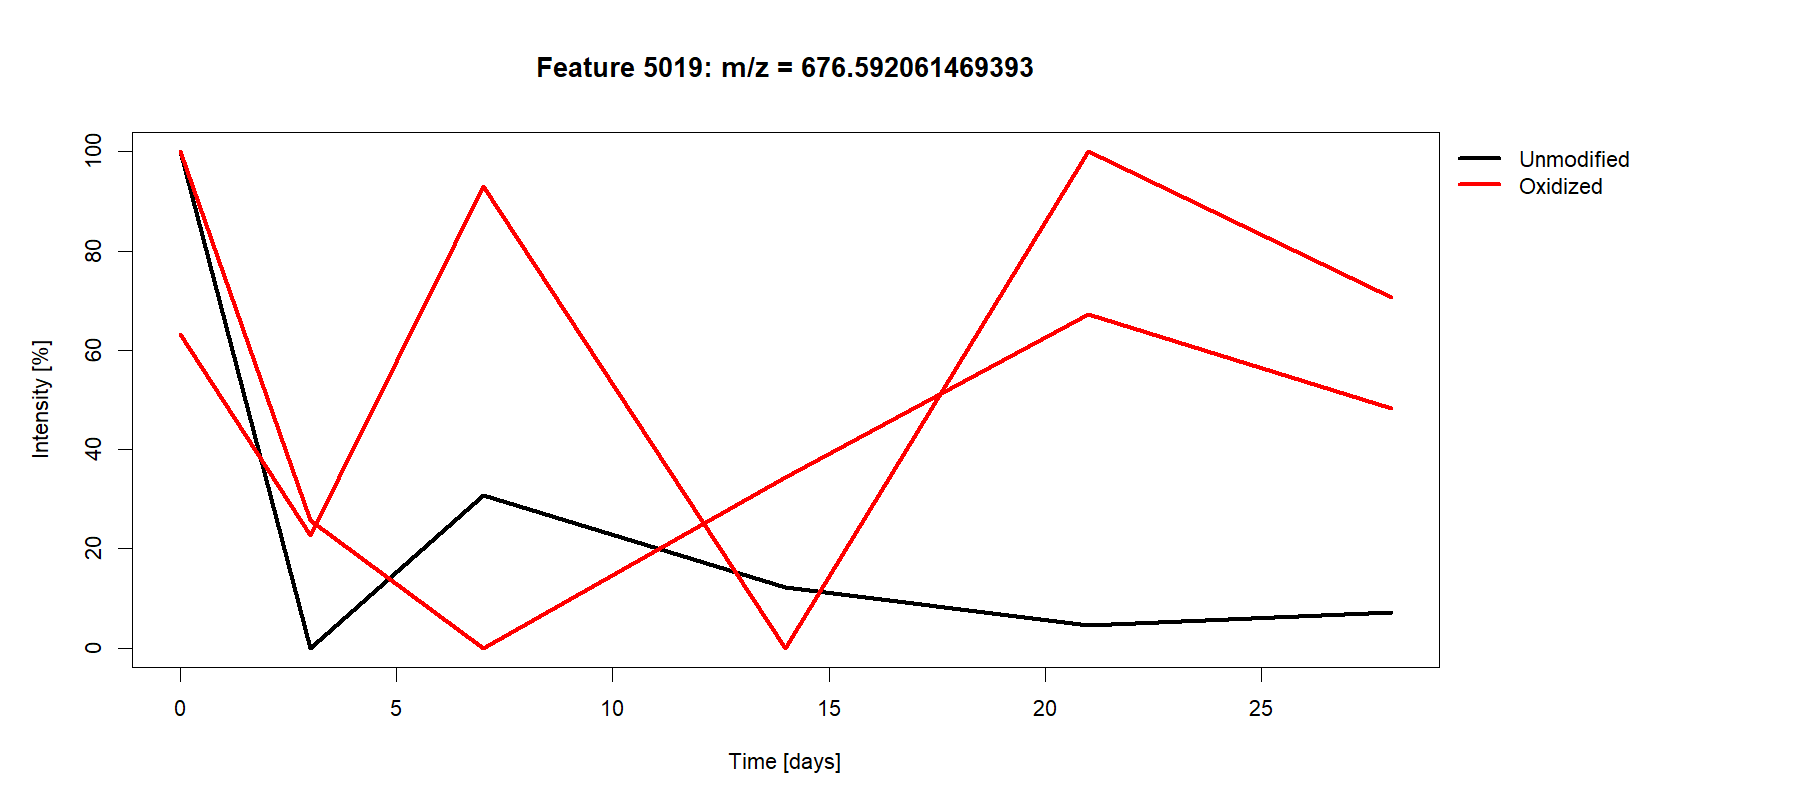 Feature 5019: m/z = 676.592061469393
Unmodified
Oxidized
Intensity [%]
100
80
60
40
20
0
0 5 10 15 20 25
Time [days]